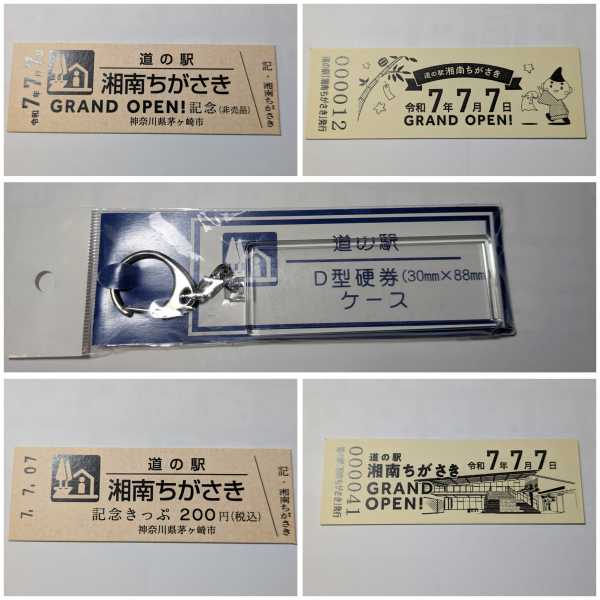 令和7年7月7日
道の駅
湘南ちがさき
GRAND OPEN! 記念(非売品)
神奈川県茅ヶ崎市
記・湘南ちがさき
道の駅「湘南ちがさき」発行
000012
道の駅 湘南ちがさき
令和7年7月7日
GRAND OPEN!
道の駅
D型硬券(30mm×88mm
ケース
7. 7. 07
道の駅
湘南ちがさき
記念きっぷ 200円(税込)
神奈川県茅ヶ崎市
記・湘南ちがさき
000041
道の駅
湘南ちがさき 令和7年7月7日
GRAND
OPEN!